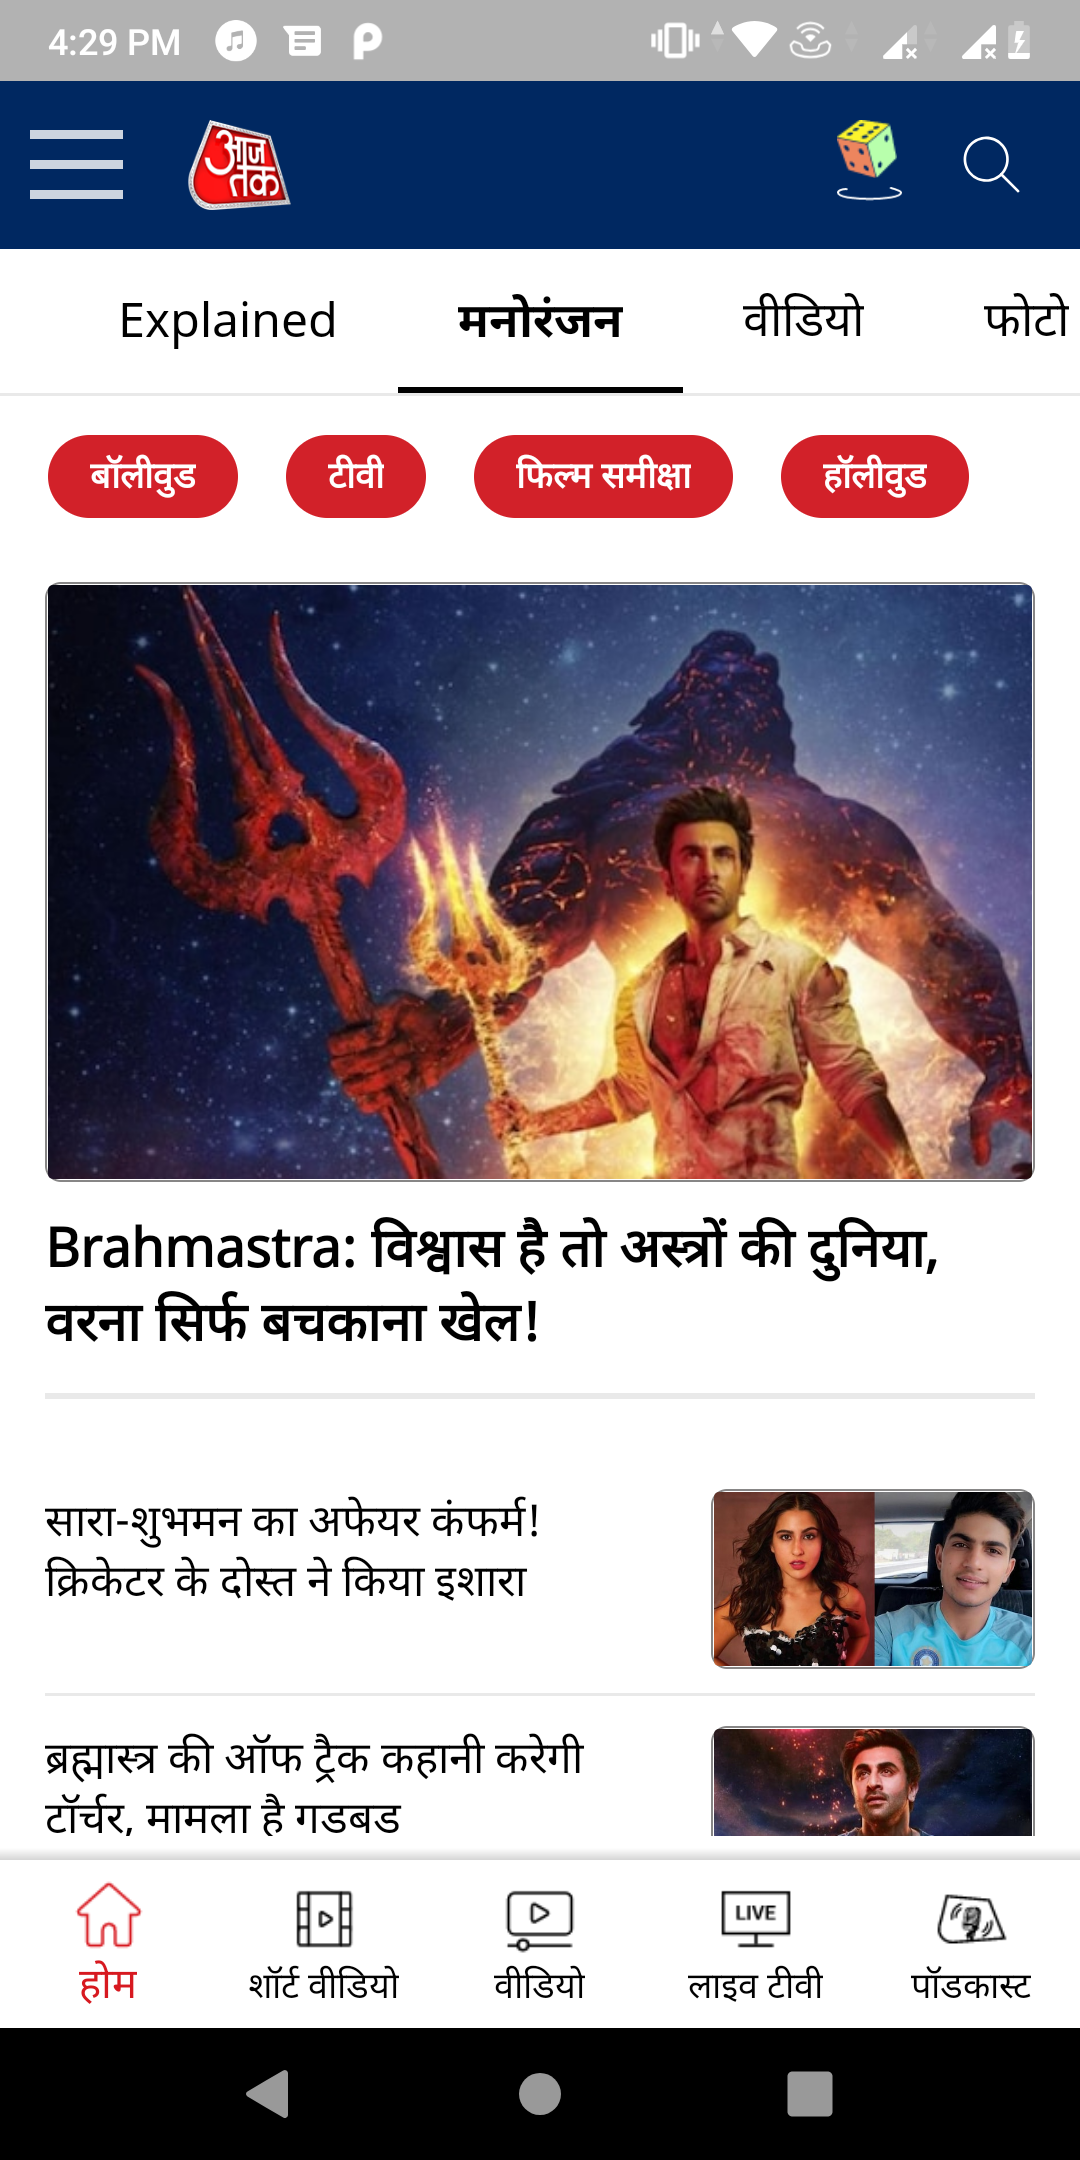 4:29 PM
आज तक
Explained मनोरंजन वीडियो फोटो
बॉलीवुड टीवी फिल्म समीक्षा हॉलीवुड
Brahmastra: विश्वास है तो अस्त्रों की दुनिया,
वरना सिर्फ बचकाना खेल!
सारा-शुभमन का अफेयर कंफर्म!
क्रिकेटर के दोस्त ने किया इशारा
ब्रह्मास्त्र की ऑफ ट्रैक कहानी करेगी
टॉर्चर, मामला है गडबड
LIVE
होम शॉर्ट वीडियो वीडियो लाइव टीवी पॉडकास्ट